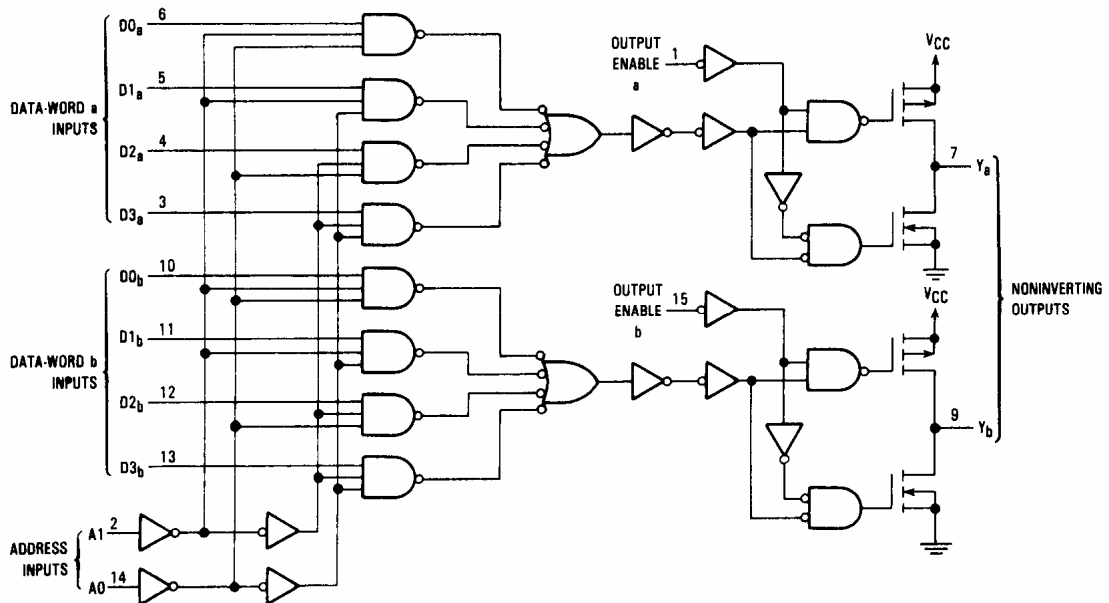 D0a 6
D1a 5
DATA-WORD a
INPUTS
D2a 4
D3a 3
D0b 10
D1b 11
DATA-WORD b
INPUTS
D2b 12
D3b 13
ADDRESS
INPUTS
A1 2
A0 14
OUTPUT
ENABLE
a
1
VCC
7 Ya
OUTPUT
ENABLE
b
15
VCC
9 Yb
NONINVERTING
OUTPUTS